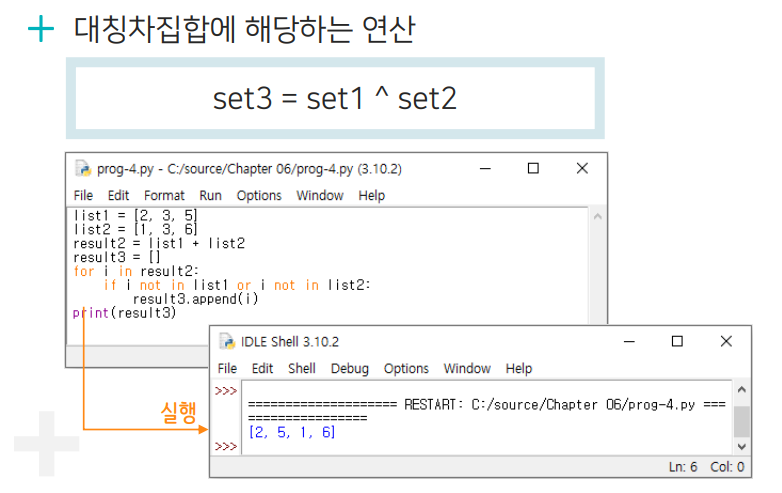 + 대칭차집합에 해당하는 연산
set3 = set1 ^ set2
prog-4.py - C:/source/Chapter 06/prog-4.py (3.10.2)
File Edit Format Run Options Window Help
list1 = [2, 3, 5]
list2 = [1, 3, 6]
result2 = list1 + list2
result3 = []
for i in result2:
    if i not in list1 or i not in list2:
        result3.append(i)
print(result3)
실행
IDLE Shell 3.10.2
File Edit Shell Debug Options Window Help
>>>
==================== RESTART: C:/source/Chapter 06/prog-4.py ===
================
[2, 5, 1, 6]
>>>
Ln: 6 Col: 0